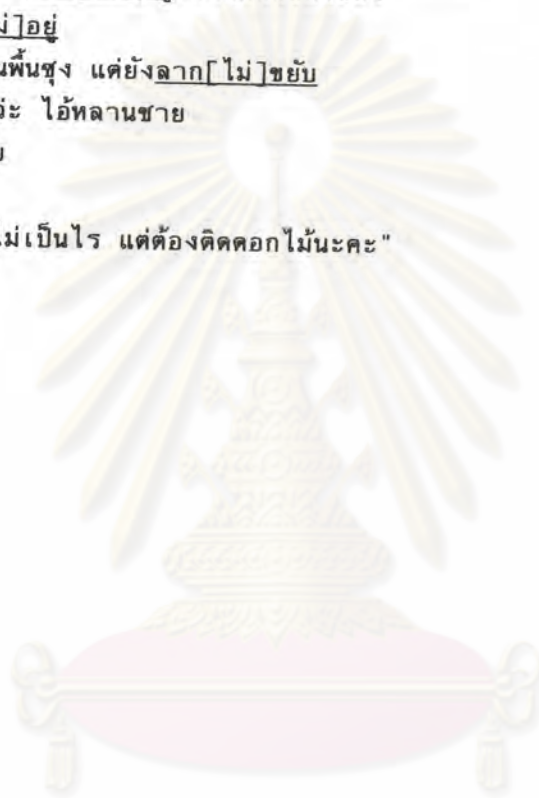 ม่]อยู่
นพื้นซุง แต่ยังลาก[ไม่]ขยับ
ว่ะ ไอ้หลานชาย
ม่เป็นไร แต่ต้องติดดอกไม้นะคะ"